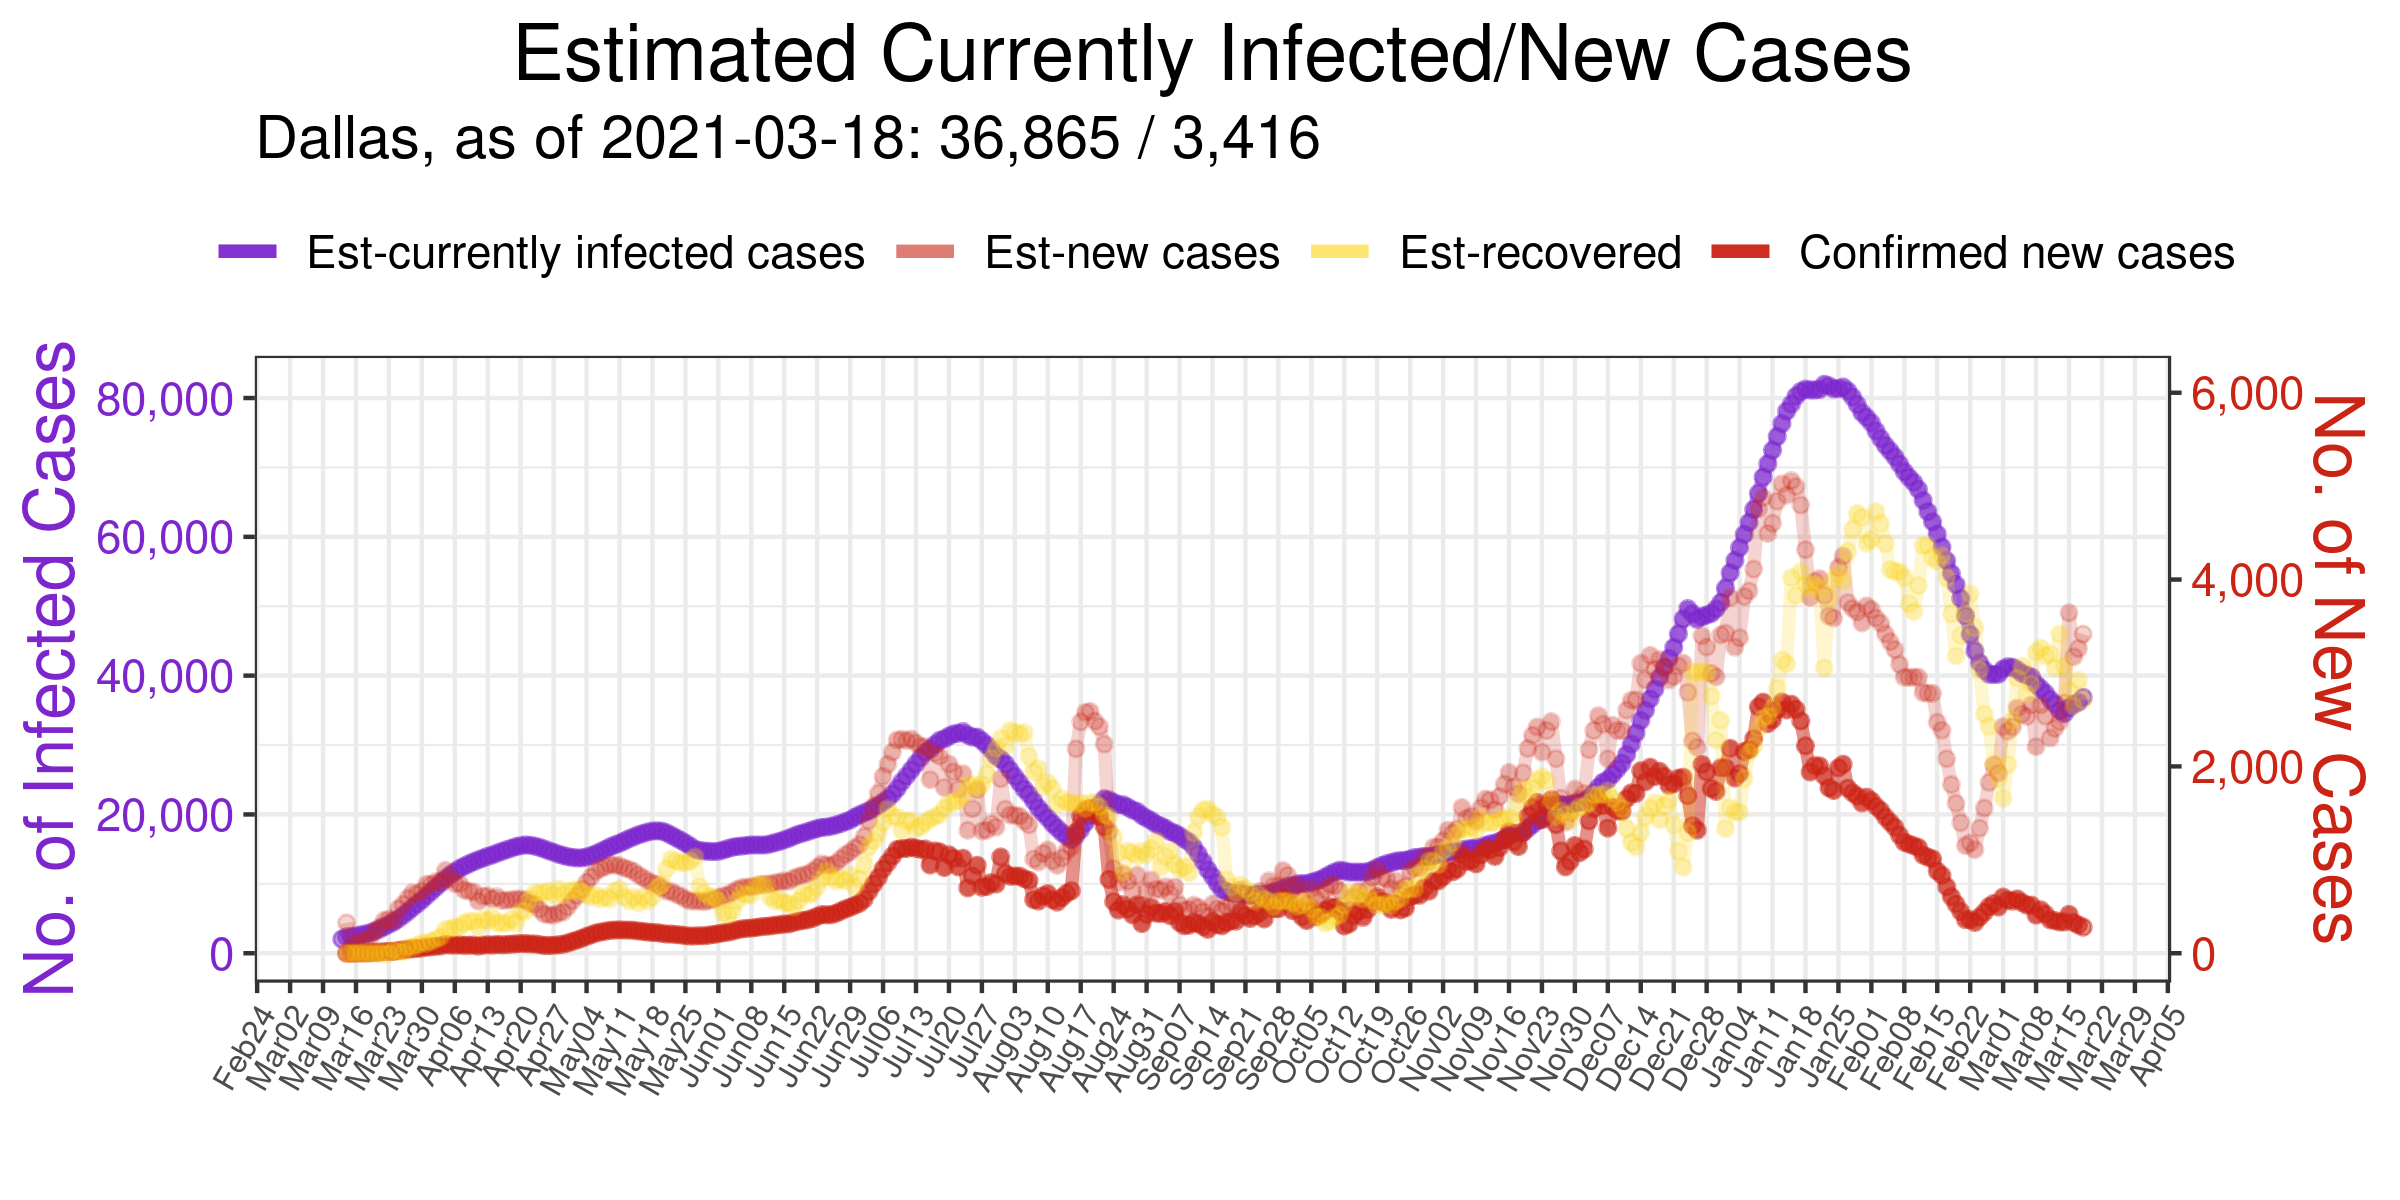 Estimated Currently Infected/New Cases
Dallas, as of 2021-03-18: 36,865 / 3,416
Est-currently infected cases Est-new cases Est-recovered Confirmed new cases
No. of Infected Cases
80,000
60,000
40,000
20,000
0
6,000
4,000
2,000
0
No. of New Cases
Feb24 Mar02 Mar09 Mar16 Mar23 Mar30 Apr06 Apr13 Apr20 Apr27 May04 May11 May18 May25 Jun01 Jun08 Jun15 Jun22 Jun29 Jul06 Jul13 Jul20 Jul27 Aug03 Aug10 Aug17 Aug24 Aug31 Sep07 Sep14 Sep21 Sep28 Oct05 Oct12 Oct19 Oct26 Nov02 Nov09 Nov16 Nov23 Nov30 Dec07 Dec14 Dec21 Dec28 Jan04 Jan11 Jan18 Jan25 Feb01 Feb08 Feb15 Feb22 Mar01 Mar08 Mar15 Mar22 Mar29 Apr05